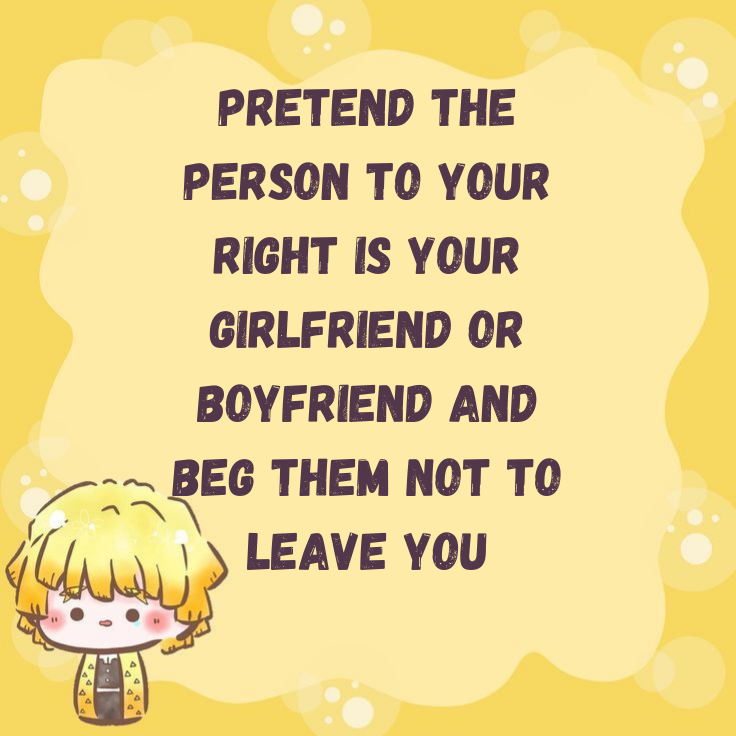 PRETEND THE
PERSON TO YOUR
RIGHT IS YOUR
GIRLFRIEND OR
BOYFRIEND AND
BEG THEM NOT TO
LEAVE YOU